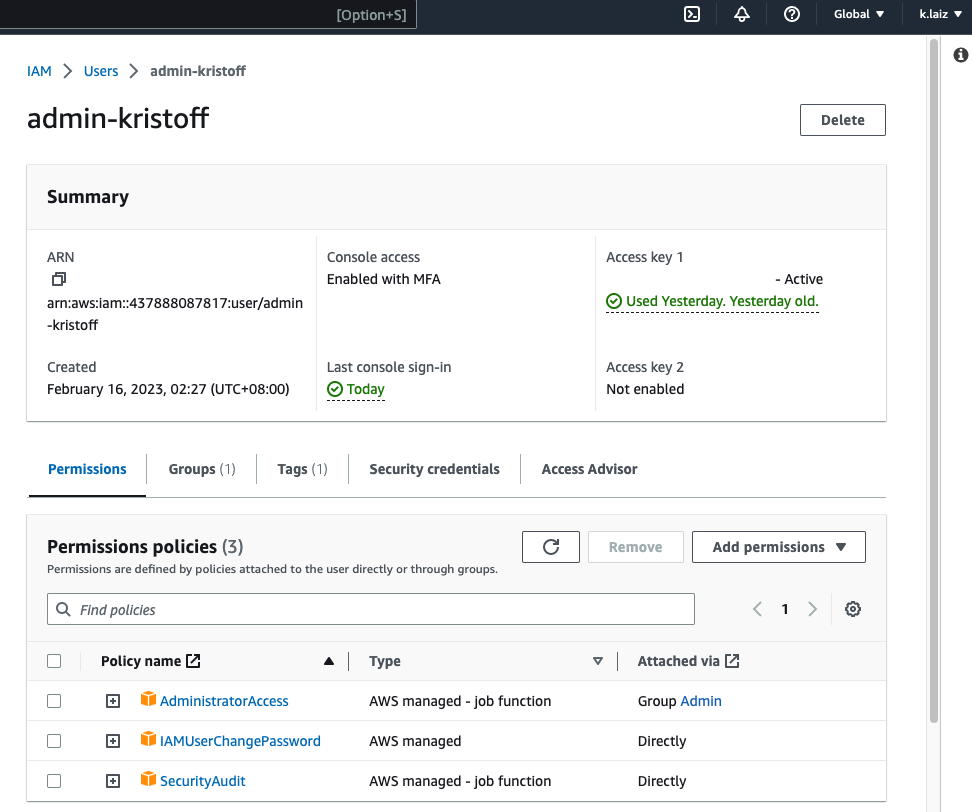 [Option+S]
Global
k.laiz
IAM
Users
admin-kristoff
admin-kristoff
Delete
Summary
ARN
arn:aws:iam::437888087817:user/admin
-kristoff
Created
February 16, 2023, 02:27 (UTC+08:00)
Console access
Enabled with MFA
Last console sign-in
Today
Access key 1
- Active
Used Yesterday. Yesterday old.
Access key 2
Not enabled
Permissions
Groups (1)
Tags (1)
Security credentials
Access Advisor
Permissions policies (3)
Permissions are defined by policies attached to the user directly or through groups.
Remove
Add permissions
Find policies
1
Policy name
Type
Attached via
AdministratorAccess
AWS managed - job function
Group Admin
IAMUserChangePassword
AWS managed
Directly
SecurityAudit
AWS managed - job function
Directly